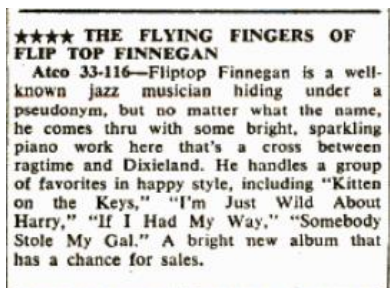 ★★★★ THE FLYING FINGERS OF
FLIP TOP FINNEGAN
Atco 33-116—Fliptop Finnegan is a well-
known jazz musician hiding under a
pseudonym, but no matter what the name,
he comes thru with some bright, sparkling
piano work here that's a cross between
ragtime and Dixieland. He handles a group
of favorites in happy style, including "Kitten
on the Keys," "I'm Just Wild About
Harry," "If I Had My Way," "Somebody
Stole My Gal." A bright new album that
has a chance for sales.